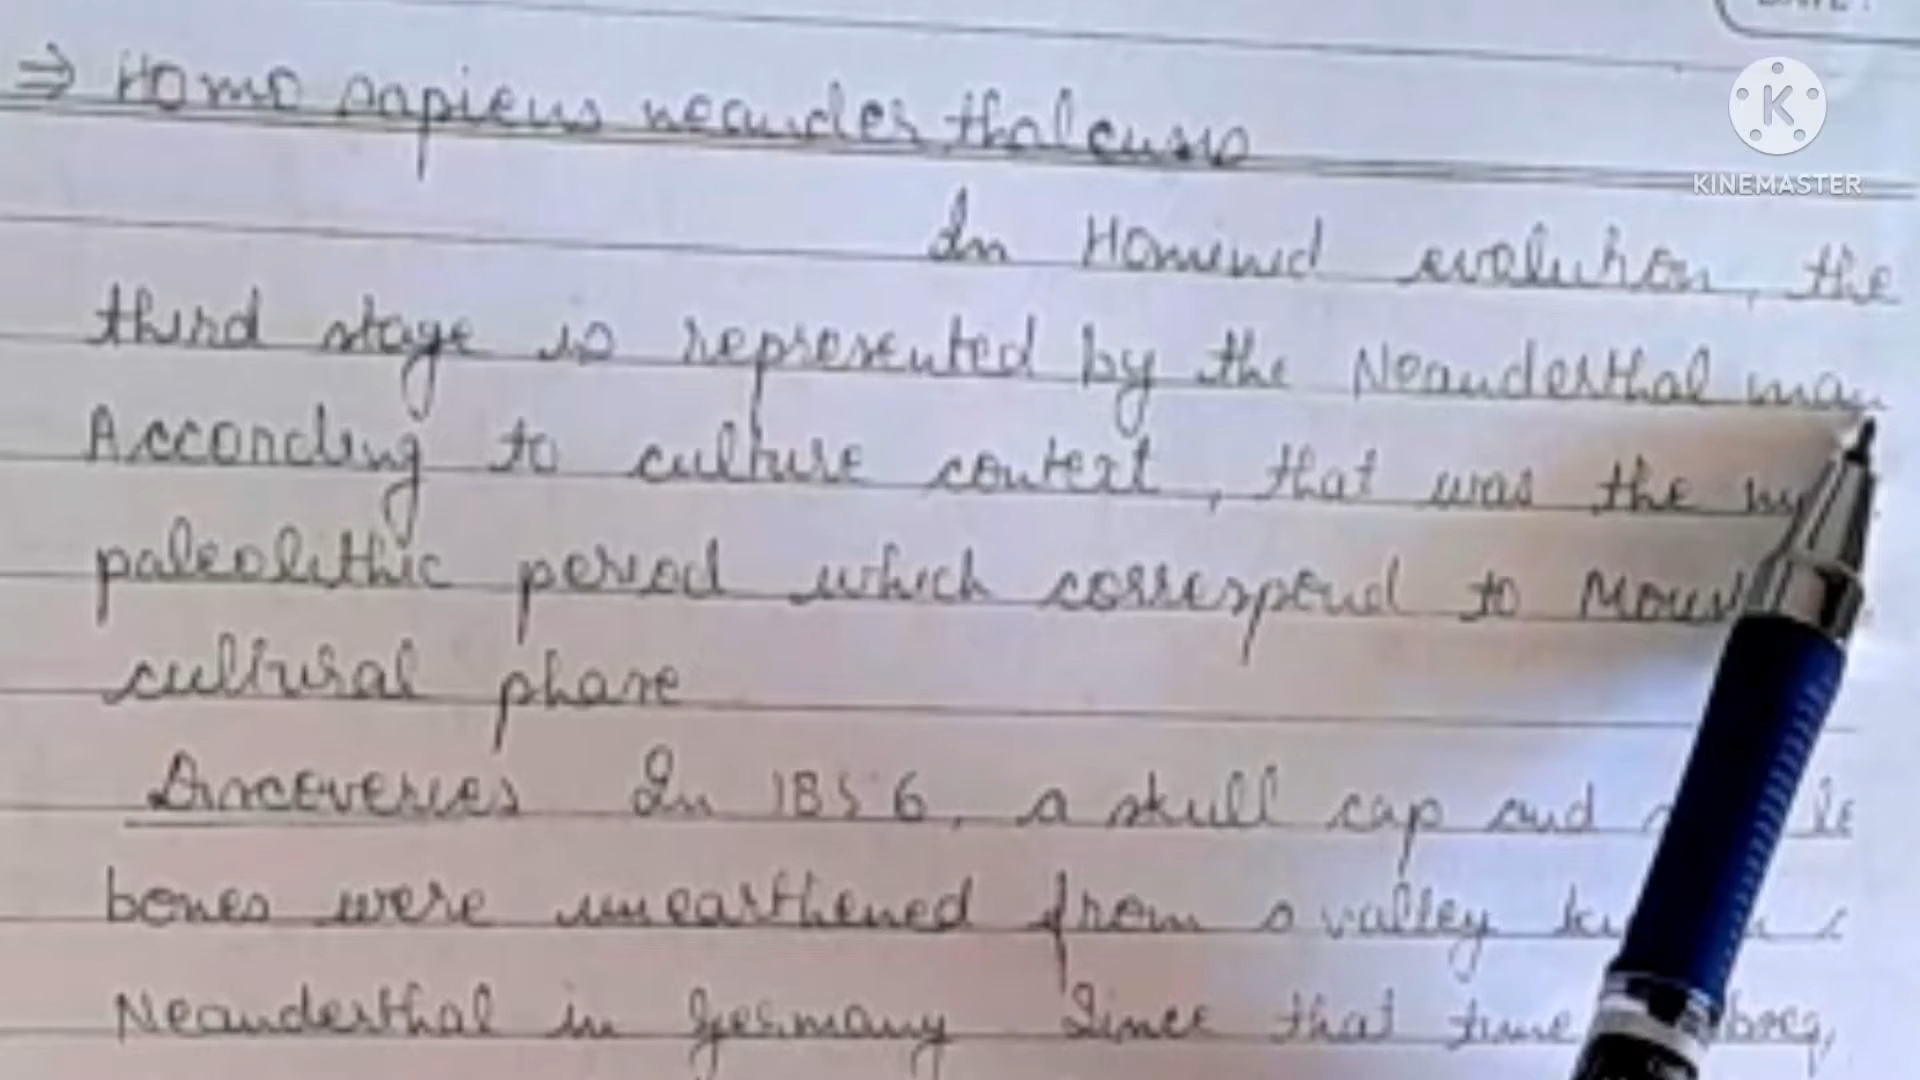 DATE:
KINEMASTER
⇒ Homo sapiens neanderthalensis
In Hominid evolution, the
third stage is represented by the Neanderthal man
According to culture context, that was the
paleolithic period which correspond to
cultural phase
Discoveries In 1856, a skull cap and
bones were unearthened from a valley
Neanderthal in Germany. Since that time